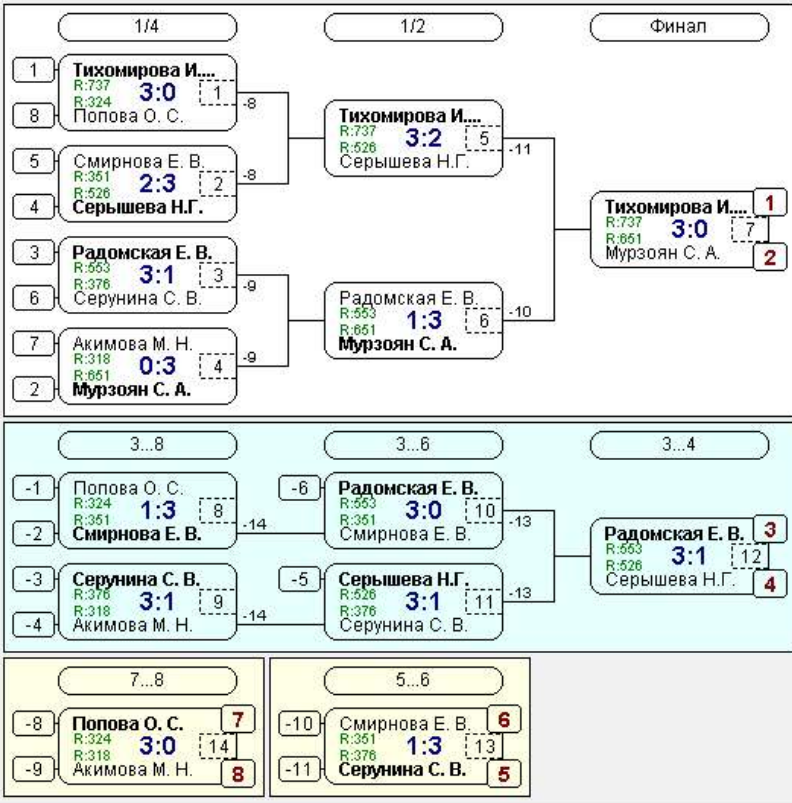 1/4
1/2
Финал
1
Тихомирова И....
R:737
3:0
1
R:324
8
Попова О. С.
-8
5
Смирнова Е. В.
R:351
2:3
2
R:526
4
Серышева Н.Г.
-8
3
Радомская Е. В.
R:553
3:1
3
R:376
6
Серунина С. В.
-9
7
Акимова М. Н.
R:318
0:3
4
R:651
2
Мурзоян С. А.
-9
Тихомирова И....
R:737
3:2
5
R:526
Серышева Н.Г.
-11
Радомская Е. В.
R:553
1:3
6
R:651
Мурзоян С. А.
-10
Тихомирова И....
1
R:737
3:0
7
R:651
Мурзоян С. А.
2
3...8
3...6
3...4
-1
Попова О. С.
R:324
1:3
8
R:351
-2
Смирнова Е. В.
-14
-3
Серунина С. В.
R:376
3:1
9
R:318
-4
Акимова М. Н.
-14
-6
Радомская Е. В.
R:553
3:0
10
R:351
Смирнова Е. В.
-13
-5
Серышева Н.Г.
R:526
3:1
11
R:376
Серунина С. В.
-13
Радомская Е. В.
3
R:553
3:1
12
R:526
Серышева Н.Г.
4
7...8
5...6
-8
Попова О. С.
7
R:324
3:0
14
R:318
-9
Акимова М. Н.
8
-10
Смирнова Е. В.
6
R:351
1:3
13
R:376
-11
Серунина С. В.
5